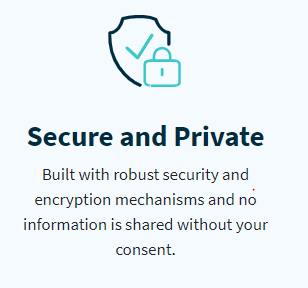 Secure and Private
Built with robust security and
encryption mechanisms and no
information is shared without your
consent.